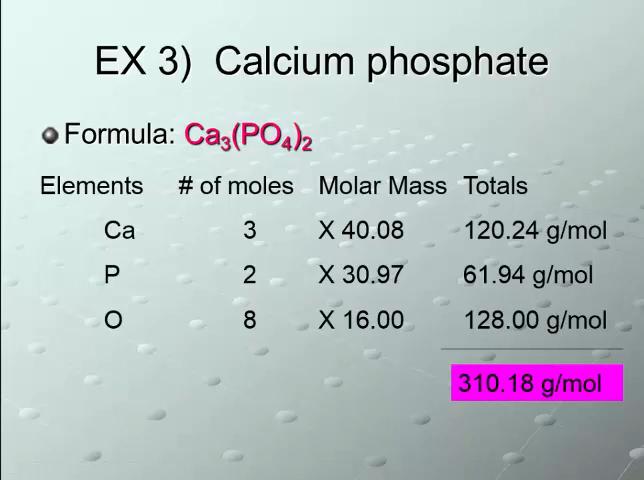 EX 3)  Calcium phosphate
Formula: Ca₃(PO₄)₂
Elements # of moles Molar Mass Totals
Ca 3 X 40.08 120.24 g/mol
P 2 X 30.97 61.94 g/mol
O 8 X 16.00 128.00 g/mol
310.18 g/mol